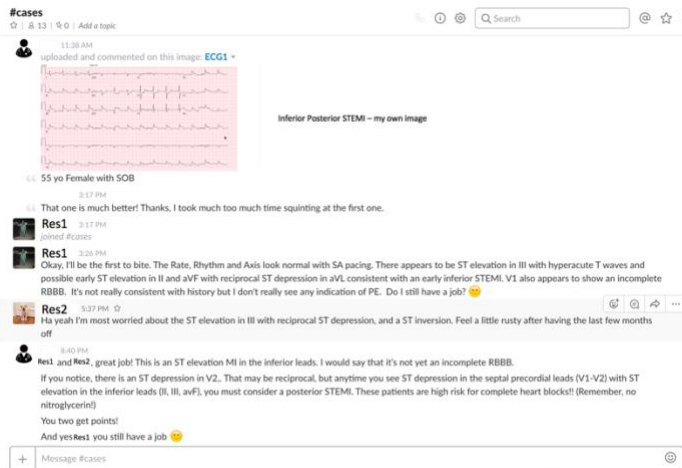 #cases
13 | 0 | Add a topic
Search
11:38 AM
uploaded and commented on this image: ECG1
Inferior Posterior STEMI – my own image
55 yo Female with SOB
3:17 PM
That one is much better! Thanks, I took much too much time squinting at the first one.
Res1 3:17 PM
joined #cases
Res1 3:26 PM
Okay, I'll be the first to bite. The Rate, Rhythm and Axis look normal with SA pacing. There appears to be ST elevation in III with hyperacute T waves and
possible early ST elevation in II and aVF with reciprocal ST depression in aVL consistent with an early inferior STEMI. V1 also appears to show an incomplete
RBBB. It's not really consistent with history but I don't really see any indication of PE. Do I still have a job?
Res2 5:37 PM
Ha yeah I'm most worried about the ST elevation in III with reciprocal ST depression, and a ST inversion. Feel a little rusty after having the last few months
off
8:40 PM
Res1 and Res2, great job! This is an ST elevation MI in the inferior leads. I would say that it's not yet an incomplete RBBB.
If you notice, there is an ST depression in V2.. That may be reciprocal, but anytime you see ST depression in the septal precordial leads (V1-V2) with ST
elevation in the inferior leads (II, III, avF), you must consider a posterior STEMI. These patients are high risk for complete heart blocks!! (Remember, no
nitroglycerin!)
You two get points!
And yes Res1 you still have a job
Message #cases